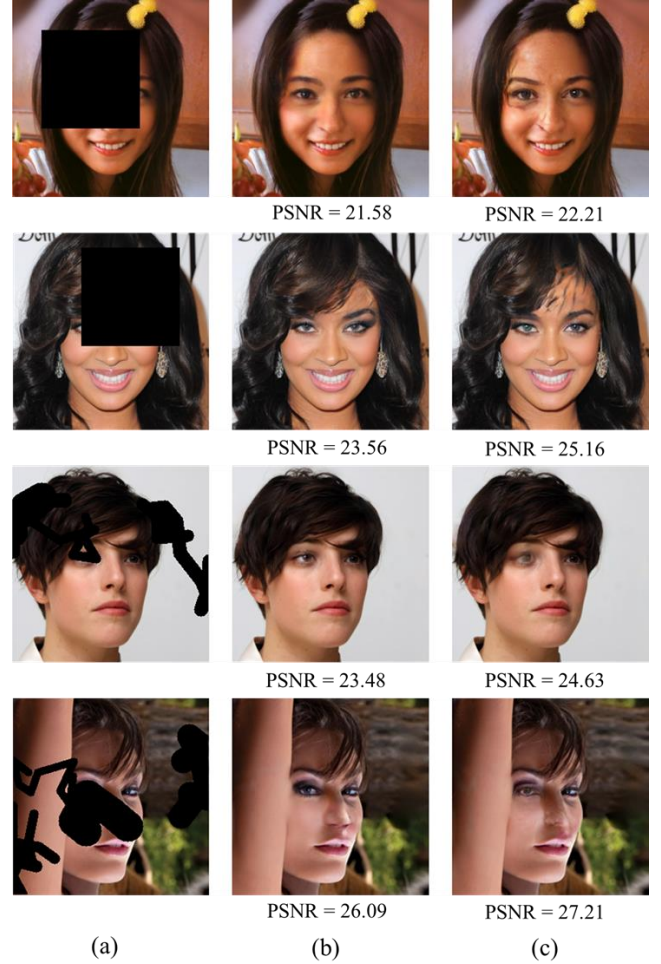 PSNR = 21.58 PSNR = 22.21
PSNR = 23.56 PSNR = 25.16
PSNR = 23.48 PSNR = 24.63
PSNR = 26.09 PSNR = 27.21
(a) (b) (c)